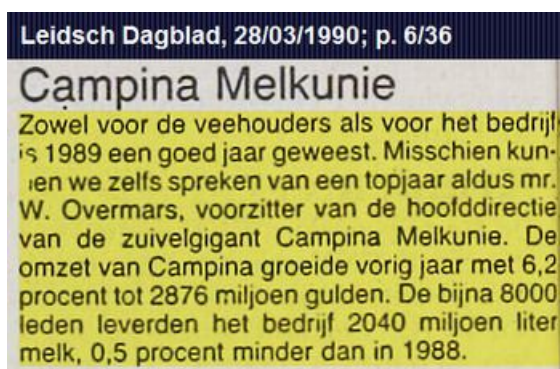 Leidsch Dagblad, 28/03/1990; p. 6/36
Campina Melkunie
Zowel voor de veehouders als voor het bedrijf
is 1989 een goed jaar geweest. Misschien kun-
nen we zelfs spreken van een topjaar aldus mr.
W. Overmars, voorzitter van de hoofddirectie
van de zuivelgigant Campina Melkunie. De
omzet van Campina groeide vorig jaar met 6,2
procent tot 2876 miljoen gulden. De bijna 8000
leden leverden het bedrijf 2040 miljoen liter
melk, 0,5 procent minder dan in 1988.